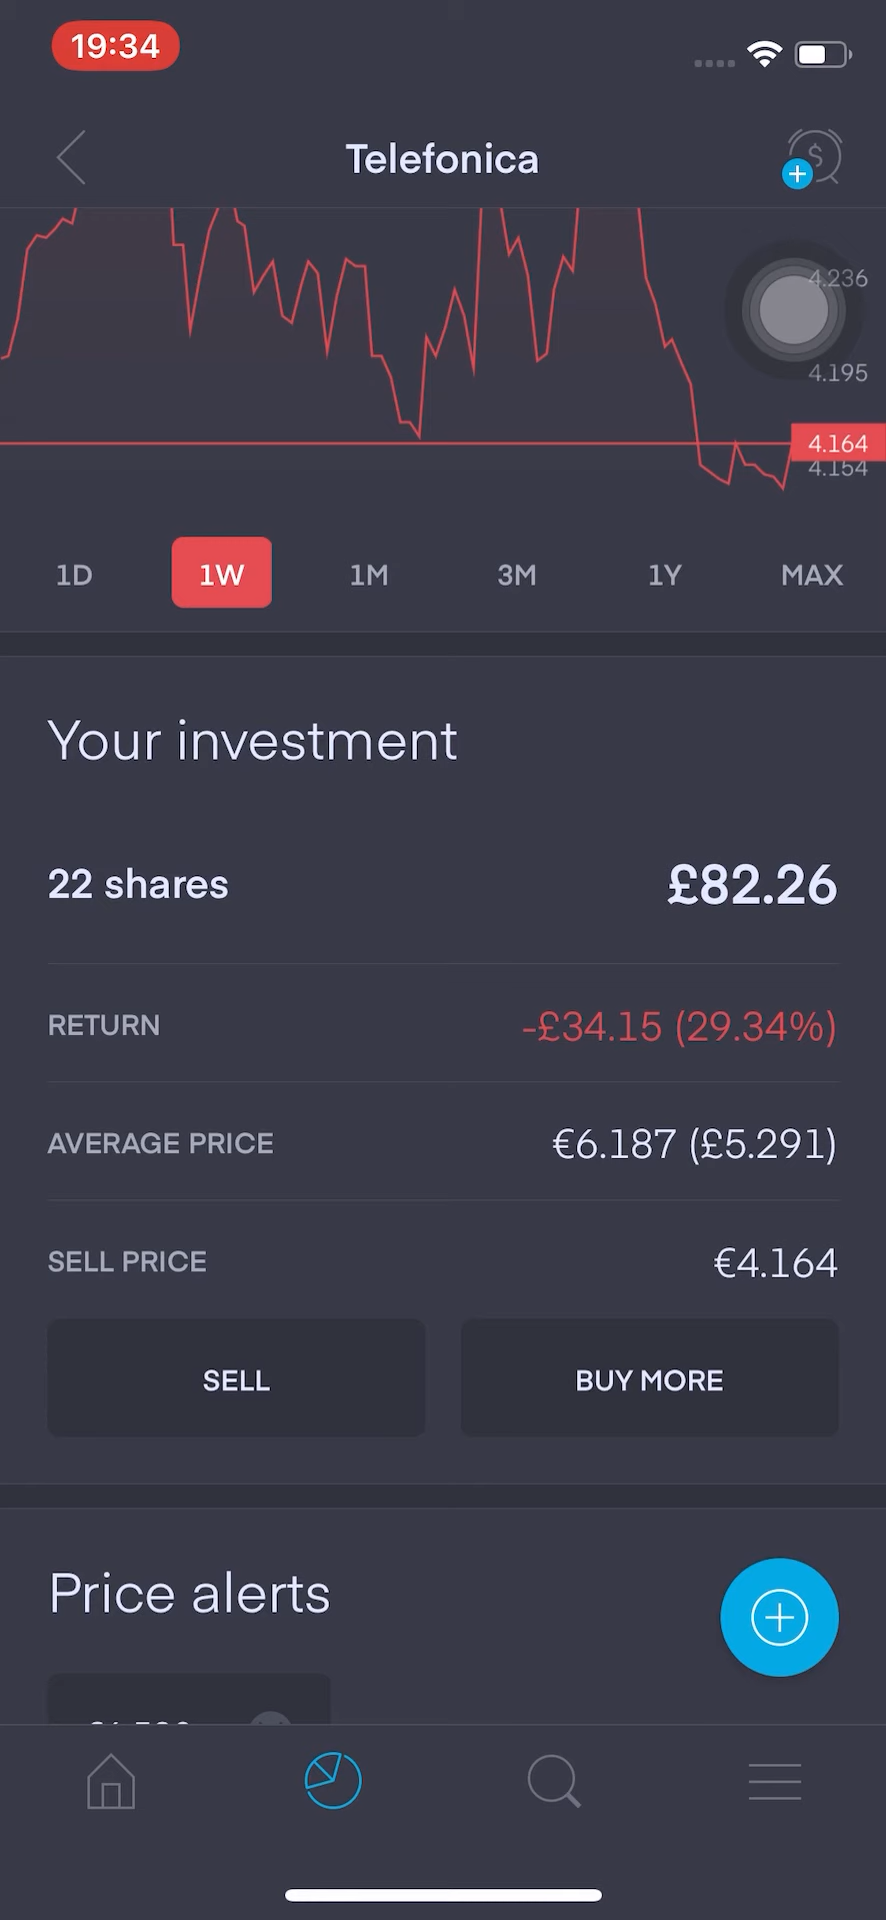 19:34
Telefonica
4.236
4.195
4.164
4.154
1D 1W 1M 3M 1Y MAX
Your investment
22 shares £82.26
RETURN -£34.15 (29.34%)
AVERAGE PRICE €6.187 (£5.291)
SELL PRICE €4.164
SELL BUY MORE
Price alerts